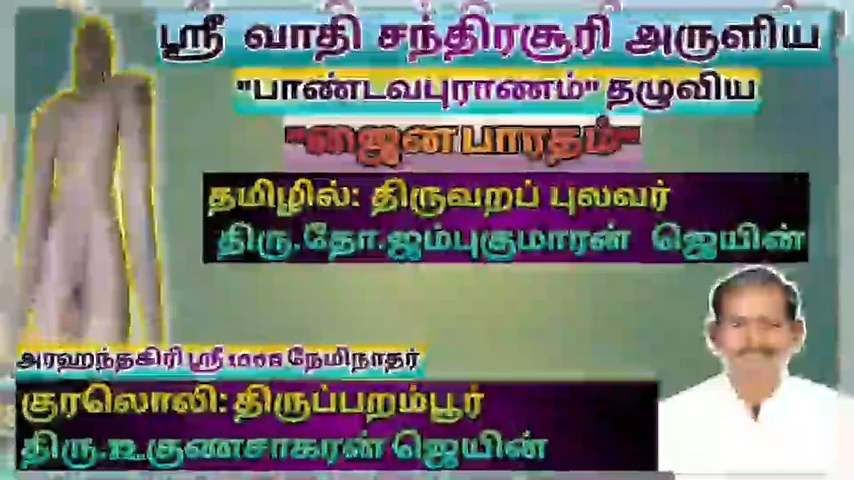 ஸ்ரீ வாதி சந்திரசூரி அருளிய
"பாண்டவபுராணம்" தழுவிய
"ஜைன பாரதம்"
தமிழில்: திருவறப் புலவர்
திரு.தோ.ஜம்புகுமாரன் ஜெயின்
அரஹந்தகிரி ஸ்ரீ 1008 நேமிநாதர்
குரலொலி: திருப்பறம்பூர்
திரு.உ.குணசாகரன் ஜெயின்